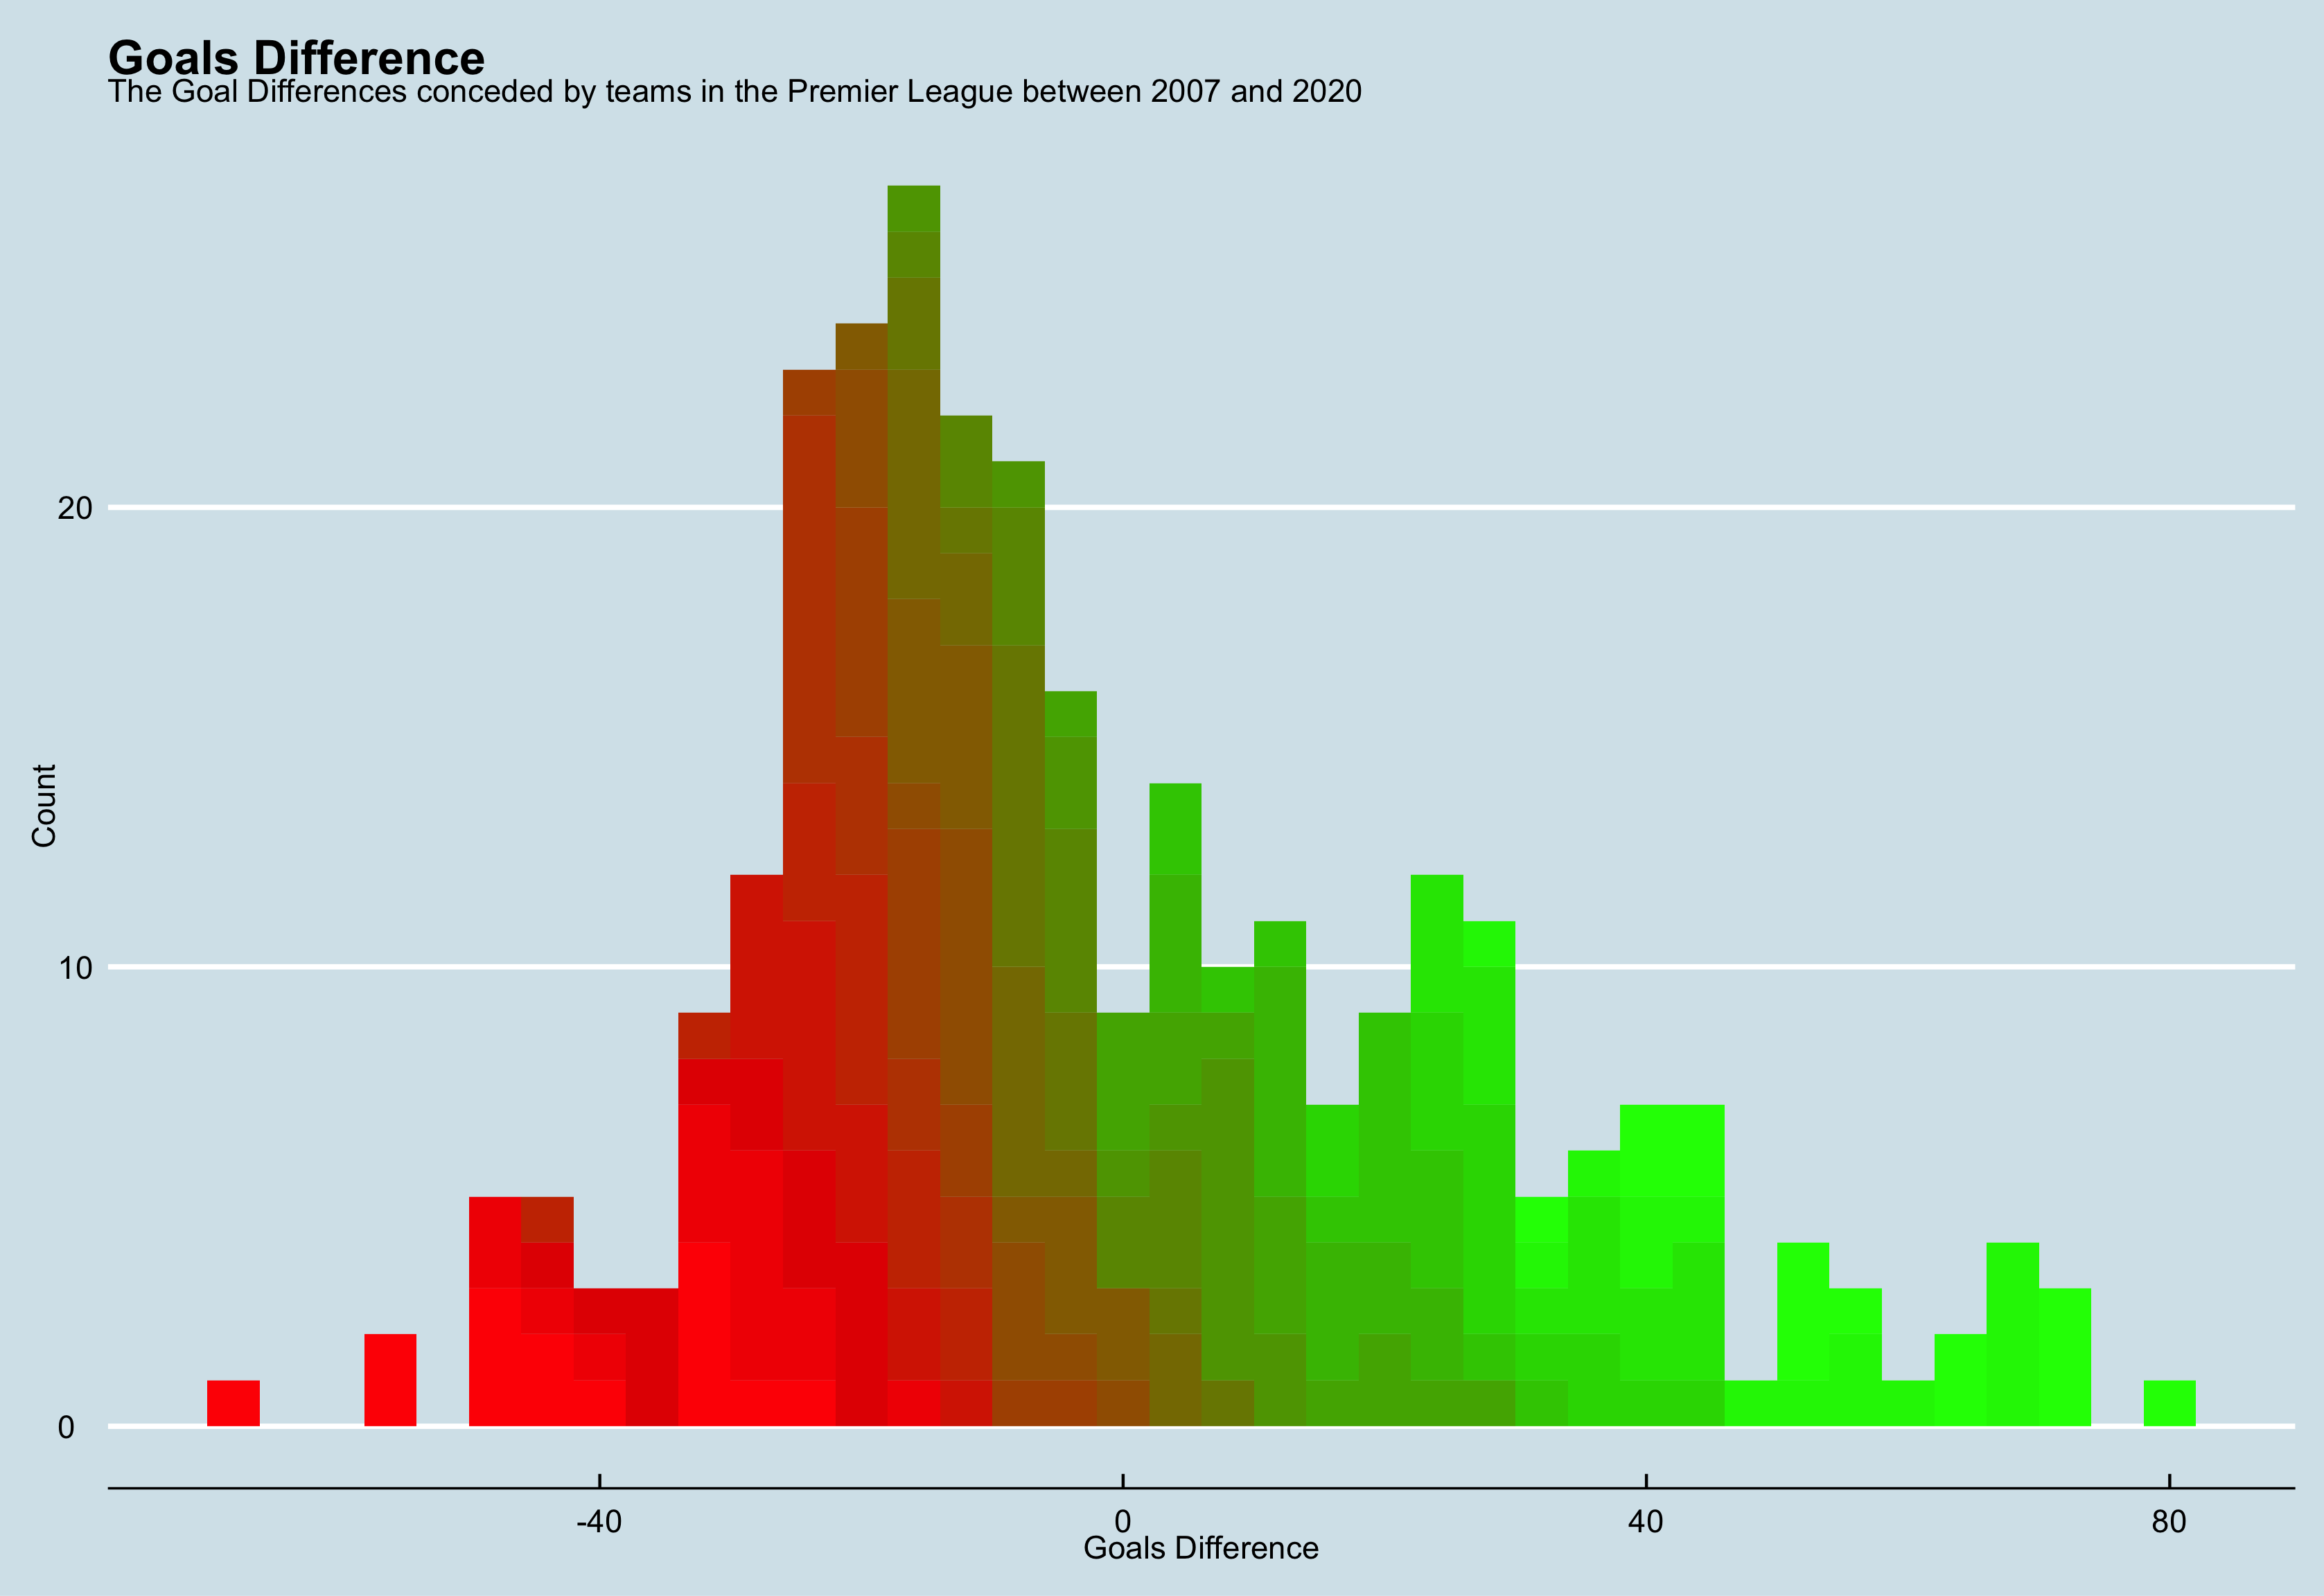 Goals Difference
The Goal Differences conceded by teams in the Premier League between 2007 and 2020
20
10
0
Count
-40 0 40 80
Goals Difference